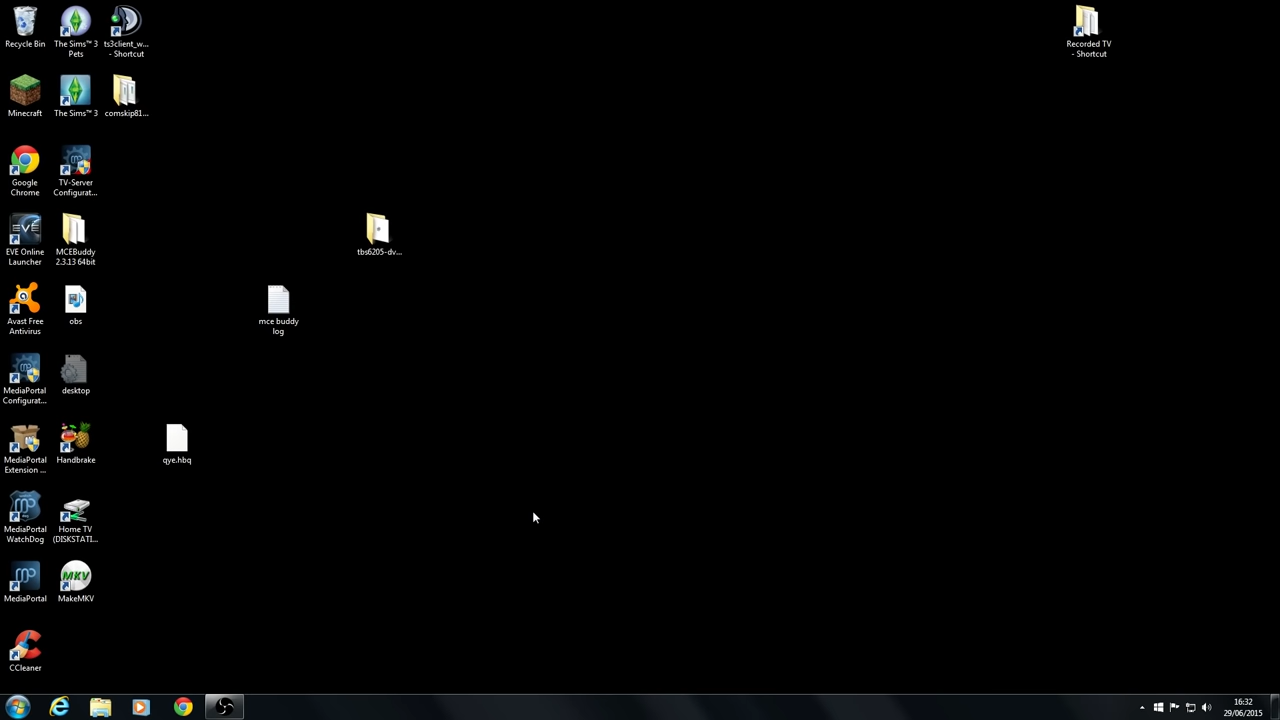 Recycle Bin
The Sims™ 3
Pets
ts3client_w...
- Shortcut
Recorded TV
- Shortcut
Minecraft
The Sims™ 3
comskip81...
Google
Chrome
TV-Server
Configurat...
EVE Online
Launcher
MCEBuddy
2.3.13 64bit
tbs6205-dv...
Avast Free
Antivirus
obs
mce buddy
log
MediaPortal
Configurat...
desktop
MediaPortal
Extension ...
Handbrake
qye.hbq
MediaPortal
WatchDog
Home TV
(DISKSTATI...
MediaPortal
MakeMKV
CCleaner
16:32
29/06/2015